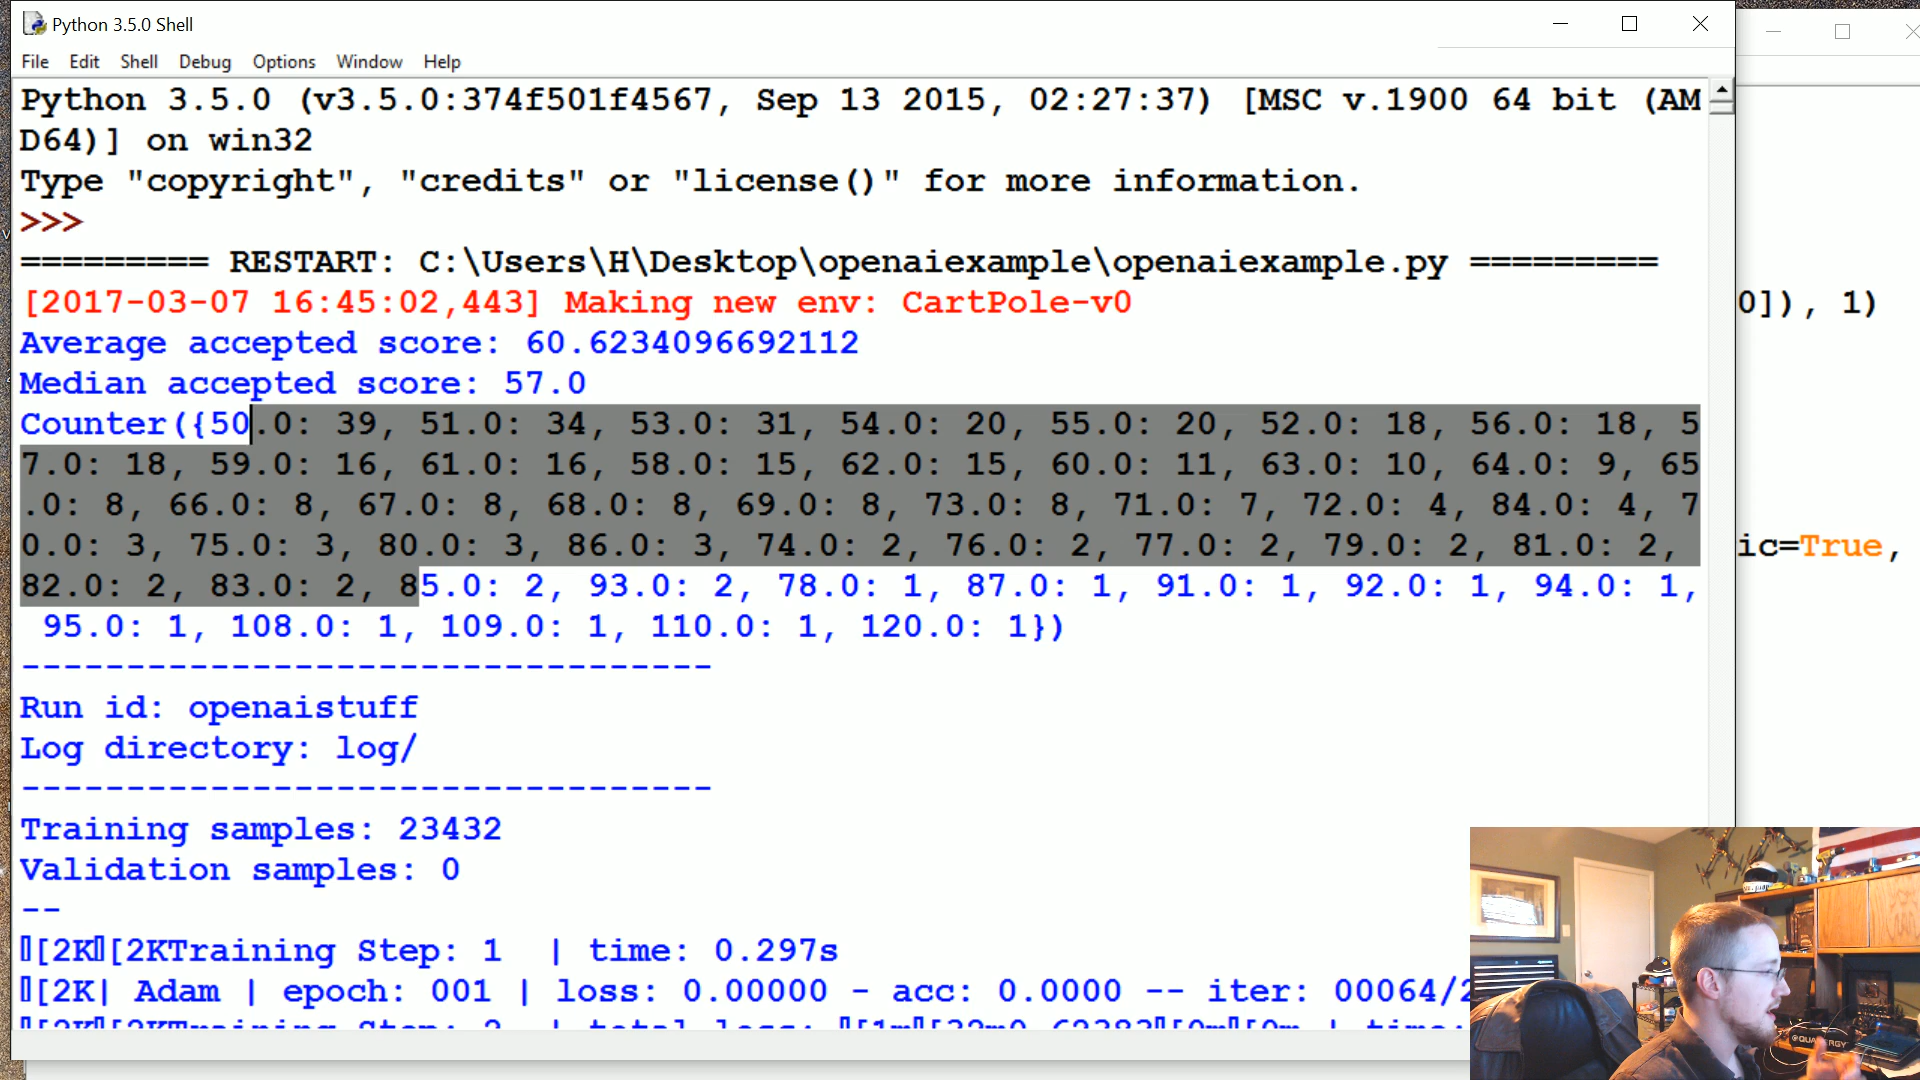 Python 3.5.0 Shell
File Edit Shell Debug Options Window Help
Python 3.5.0 (v3.5.0:374f501f4567, Sep 13 2015, 02:27:37) [MSC v.1900 64 bit (AM
D64)] on win32
Type "copyright", "credits" or "license()" for more information.
>>>
========= RESTART: C:\Users\H\Desktop\openaiexample\openaiexample.py =========
[2017-03-07 16:45:02,443] Making new env: CartPole-v0
0]), 1)
Average accepted score: 60.6234096692112
Median accepted score: 57.0
Counter({50.0: 39, 51.0: 34, 53.0: 31, 54.0: 20, 55.0: 20, 52.0: 18, 56.0: 18, 5
7.0: 18, 59.0: 16, 61.0: 16, 58.0: 15, 62.0: 15, 60.0: 11, 63.0: 10, 64.0: 9, 65
.0: 8, 66.0: 8, 67.0: 8, 68.0: 8, 69.0: 8, 73.0: 8, 71.0: 7, 72.0: 4, 84.0: 4, 7
0.0: 3, 75.0: 3, 80.0: 3, 86.0: 3, 74.0: 2, 76.0: 2, 77.0: 2, 79.0: 2, 81.0: 2,
ic=True,
82.0: 2, 83.0: 2, 85.0: 2, 93.0: 2, 78.0: 1, 87.0: 1, 91.0: 1, 92.0: 1, 94.0: 1,
95.0: 1, 108.0: 1, 109.0: 1, 110.0: 1, 120.0: 1})
---------------------------------
Run id: openaistuff
Log directory: log/
---------------------------------
Training samples: 23432
Validation samples: 0
--
[2K[2KTraining Step: 1 | time: 0.297s
[2K| Adam | epoch: 001 | loss: 0.00000 - acc: 0.0000 -- iter: 00064/2